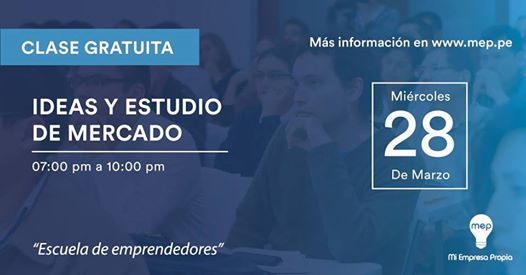 CLASE GRATUITA
Más información en www.mep.pe
IDEAS Y ESTUDIO
DE MERCADO
07:00 pm a 10:00 pm
Miércoles
28
De Marzo
"Escuela de emprendedores"
mep
Mi Empresa Propia